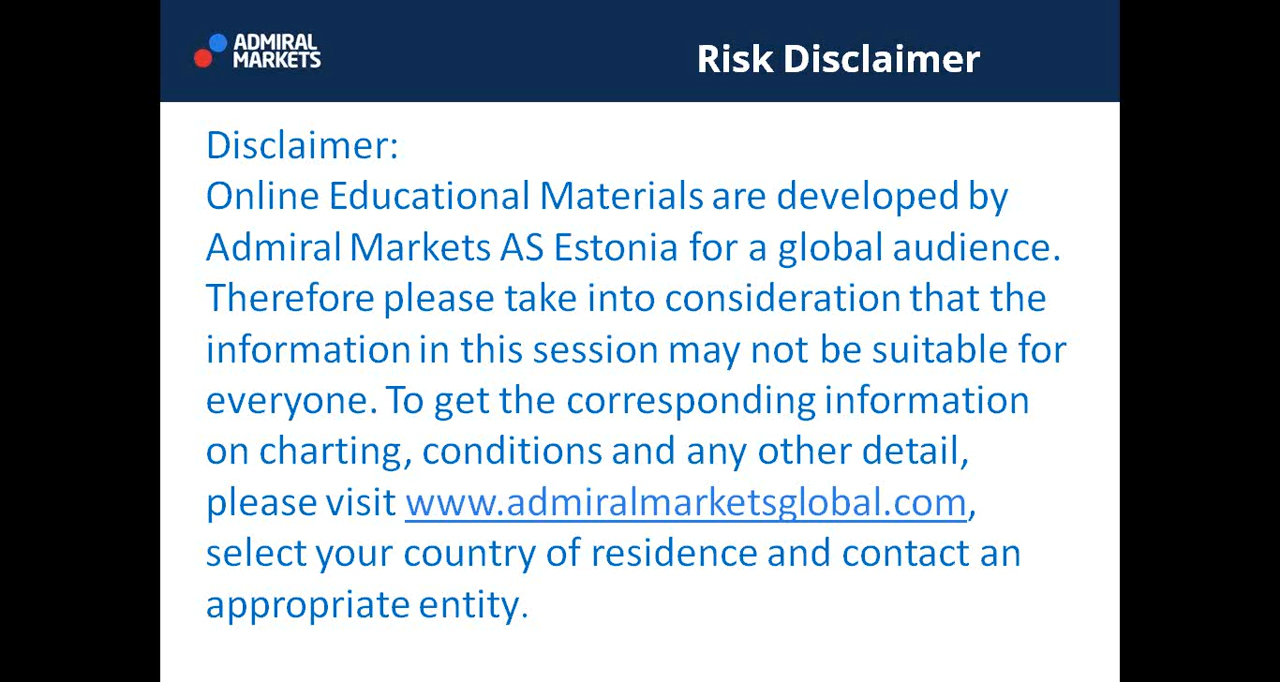 ADMIRAL
MARKETS
Risk Disclaimer
Disclaimer:
Online Educational Materials are developed by
Admiral Markets AS Estonia for a global audience.
Therefore please take into consideration that the
information in this session may not be suitable for
everyone. To get the corresponding information
on charting, conditions and any other detail,
please visit www.admiralmarketsglobal.com,
select your country of residence and contact an
appropriate entity.